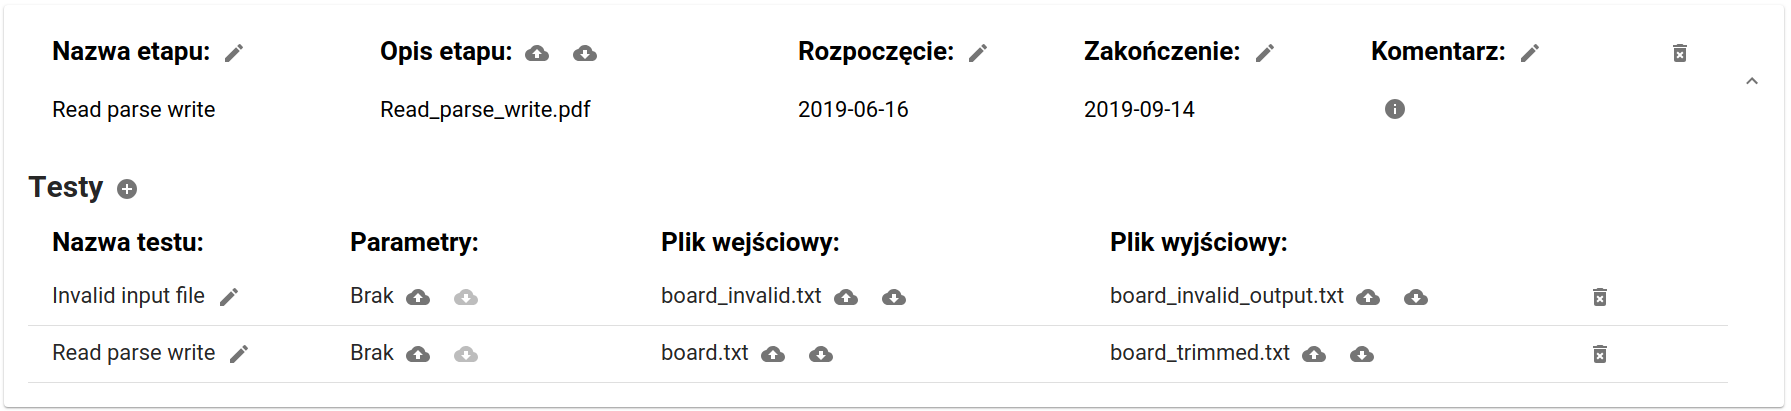 Nazwa etapu: Opis etapu: Rozpoczęcie: Zakończenie: Komentarz:
Read parse write Read_parse_write.pdf 2019-06-16 2019-09-14
Testy
Nazwa testu: Parametry: Plik wejściowy: Plik wyjściowy:
Invalid input file Brak board_invalid.txt board_invalid_output.txt
Read parse write Brak board.txt board_trimmed.txt